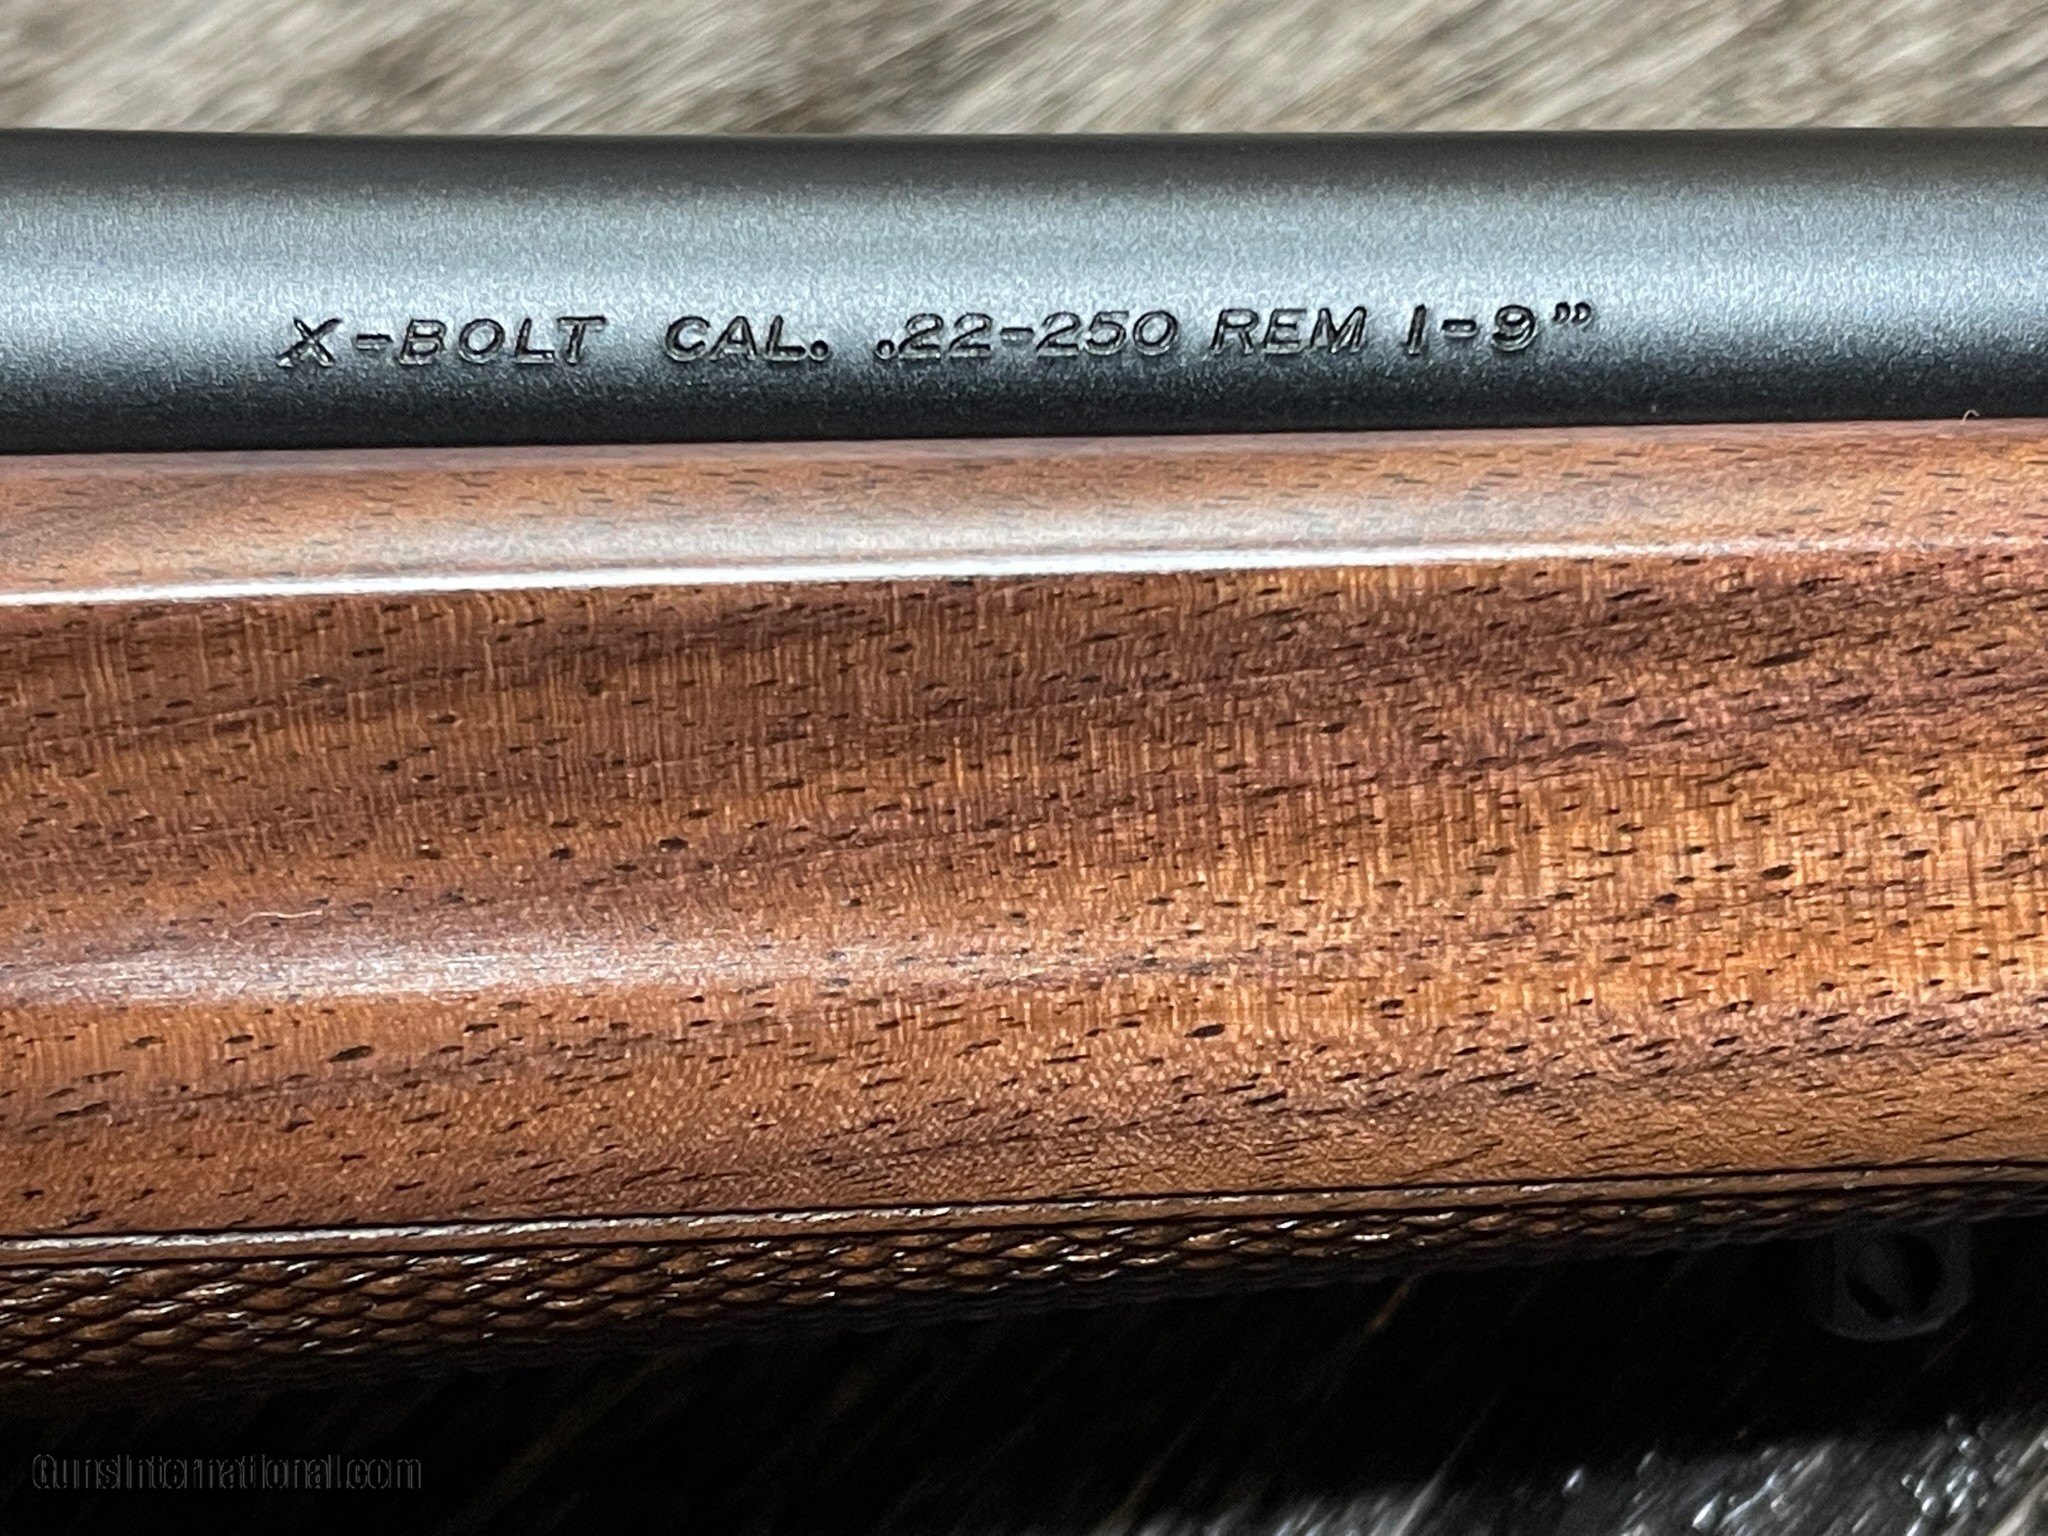 X-BOLT CAL. .22-250 REM 1-9”
GunsInternational.com